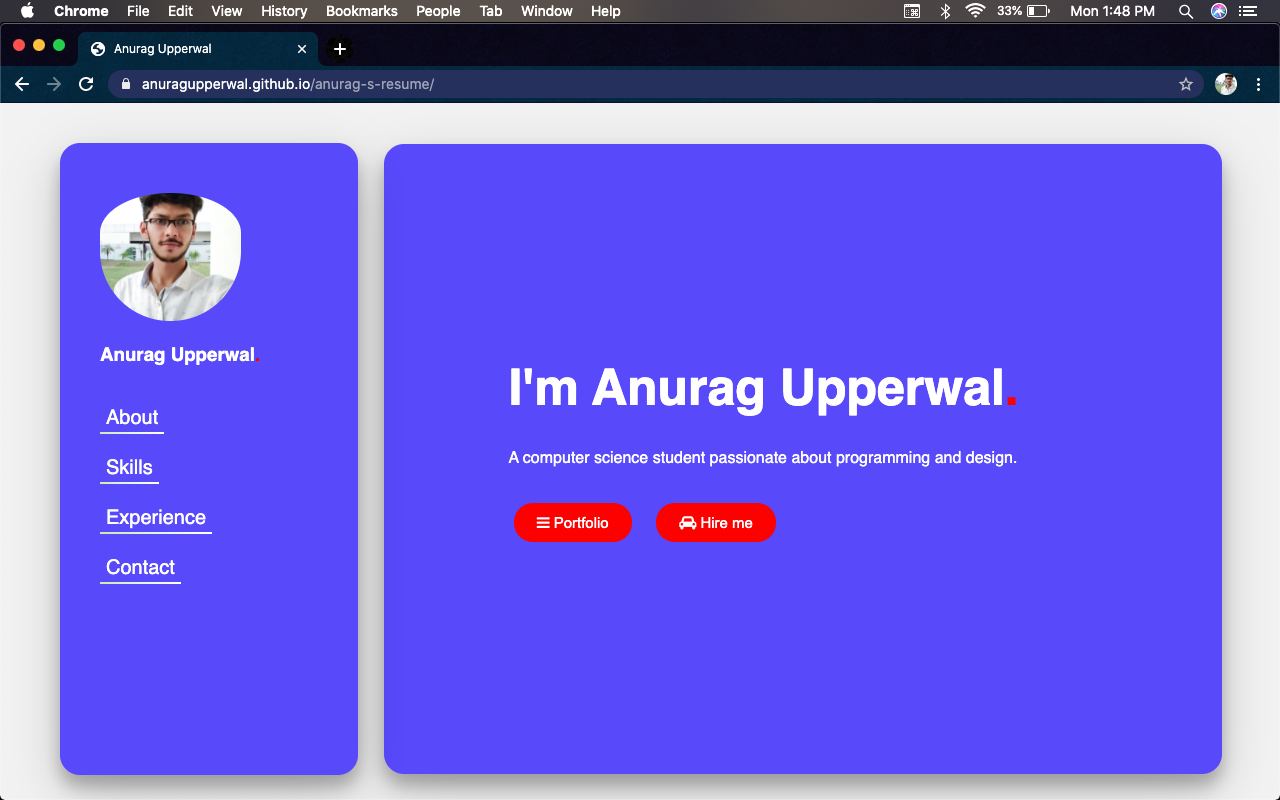 Chrome File Edit View History Bookmarks People Tab Window Help 33% Mon 1:48 PM
Anurag Upperwal
anuragupperwal.github.io/anurag-s-resume/
Anurag Upperwal.
About
Skills
Experience
Contact
I'm Anurag Upperwal.
A computer science student passionate about programming and design.
Portfolio Hire me